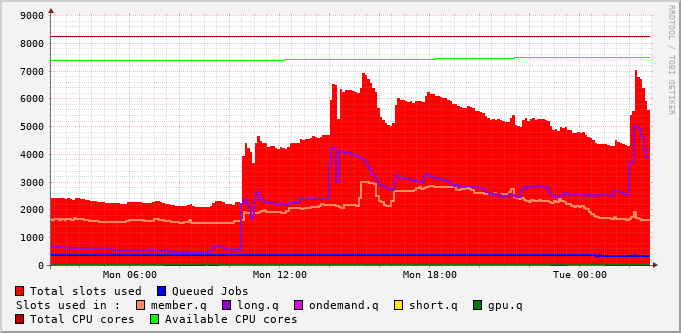 RRDTOOL / TOBI OETIKER
9000
8000
7000
6000
5000
4000
3000
2000
1000
0
Mon 06:00 Mon 12:00 Mon 18:00 Tue 00:00
Total slots used Queued Jobs
Slots used in : member.q long.q ondemand.q short.q gpu.q
Total CPU cores Available CPU cores